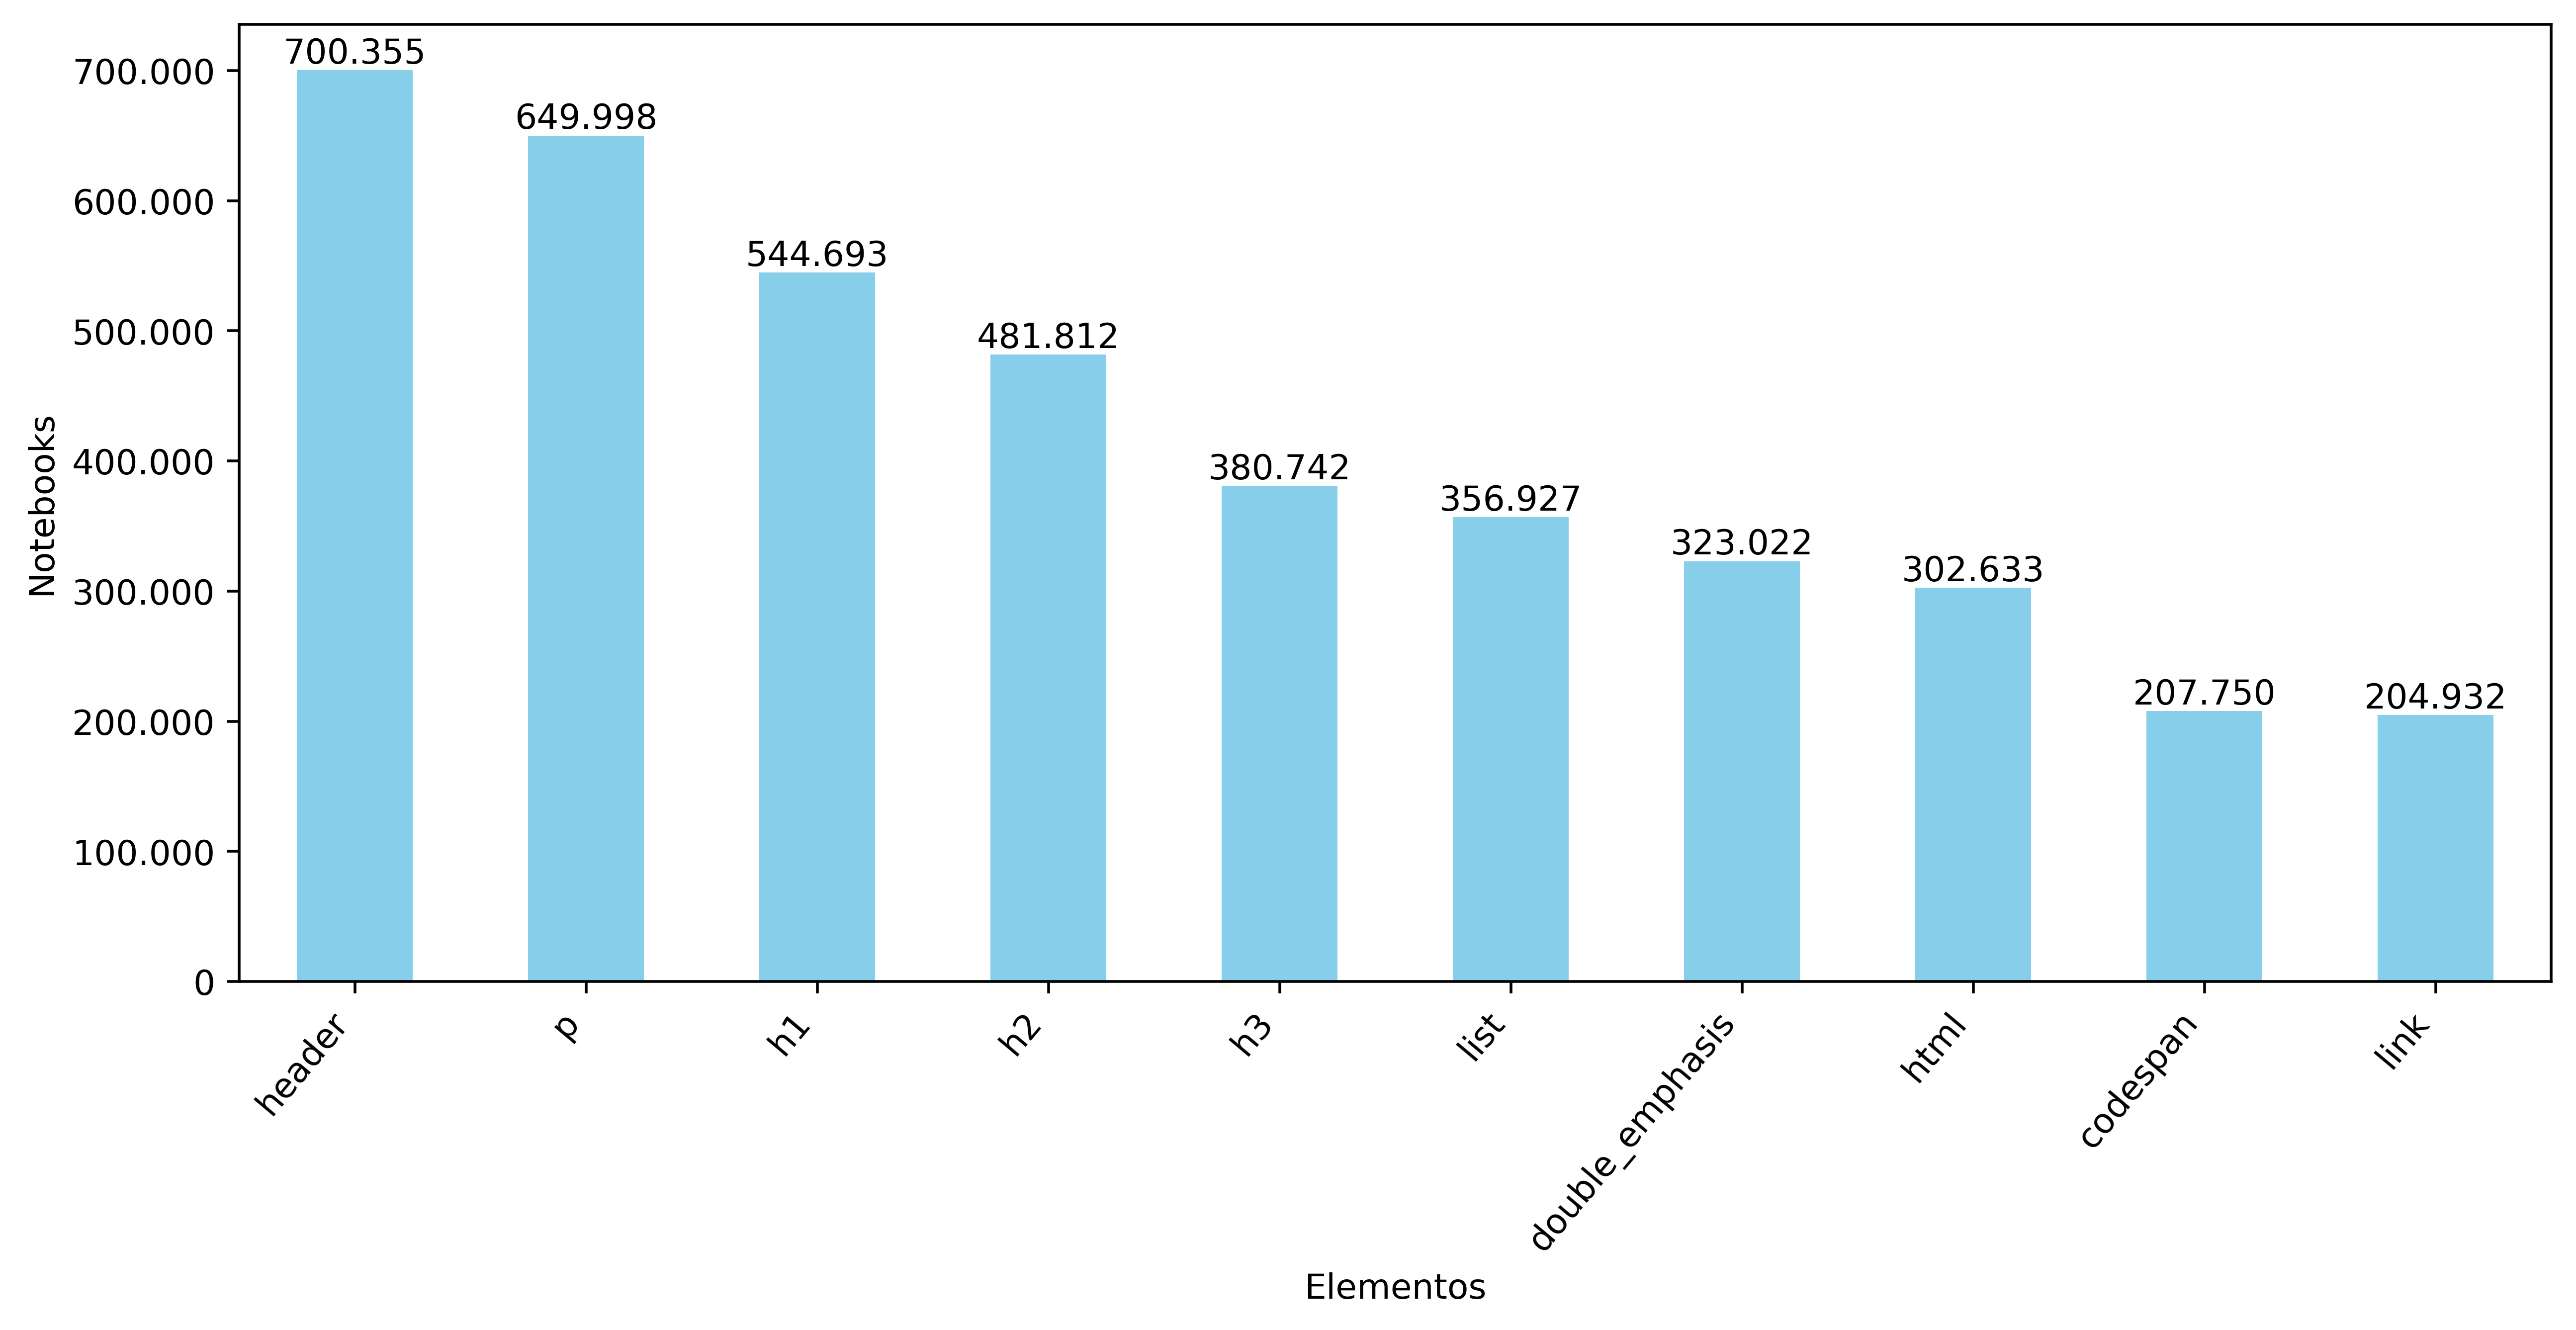 700.355
649.998
544.693
481.812
380.742
356.927
323.022
302.633
207.750
204.932
700.000
600.000
500.000
400.000
300.000
200.000
100.000
0
Notebooks
header
p
h1
h2
h3
list
double_emphasis
html
codespan
link
Elementos